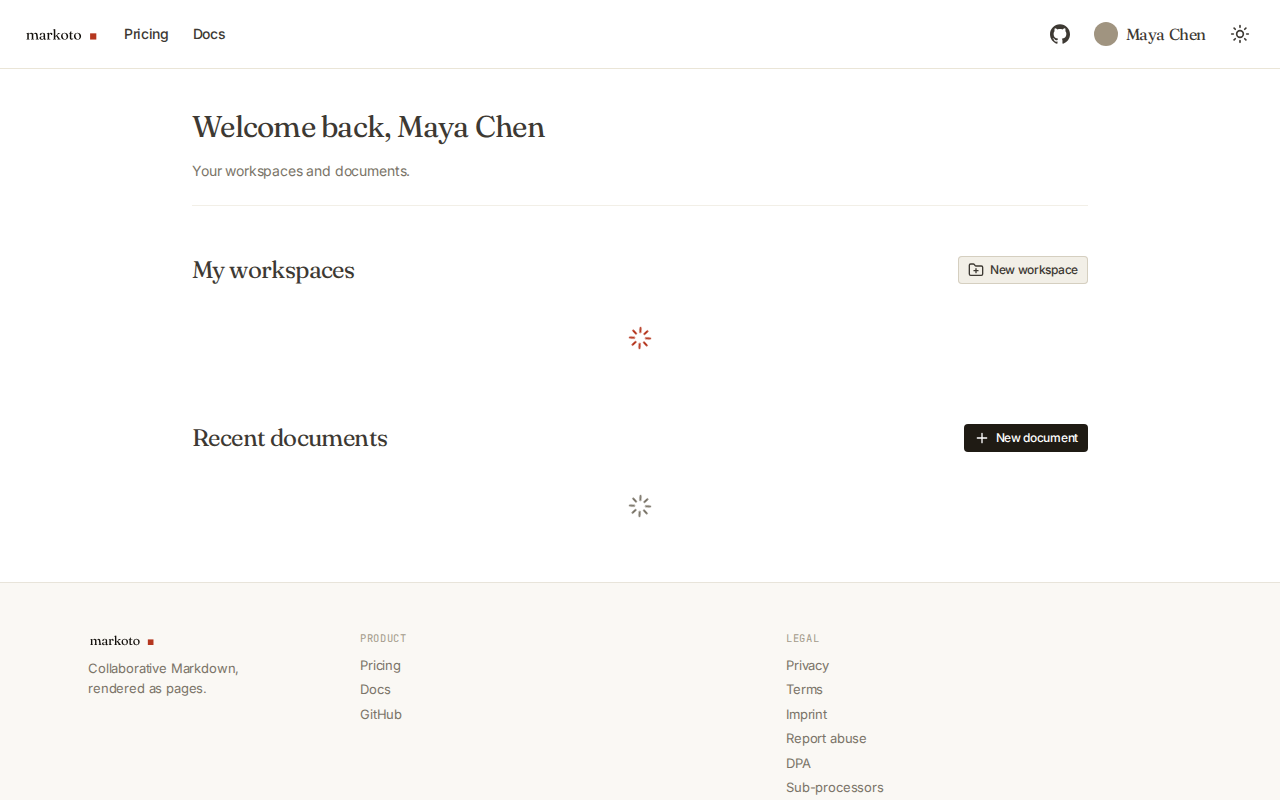 markoto
Pricing
Docs
Maya Chen
Welcome back, Maya Chen
Your workspaces and documents.
My workspaces
New workspace
Recent documents
New document
markoto
Collaborative Markdown,
rendered as pages.
PRODUCT
Pricing
Docs
GitHub
LEGAL
Privacy
Terms
Imprint
Report abuse
DPA
Sub-processors